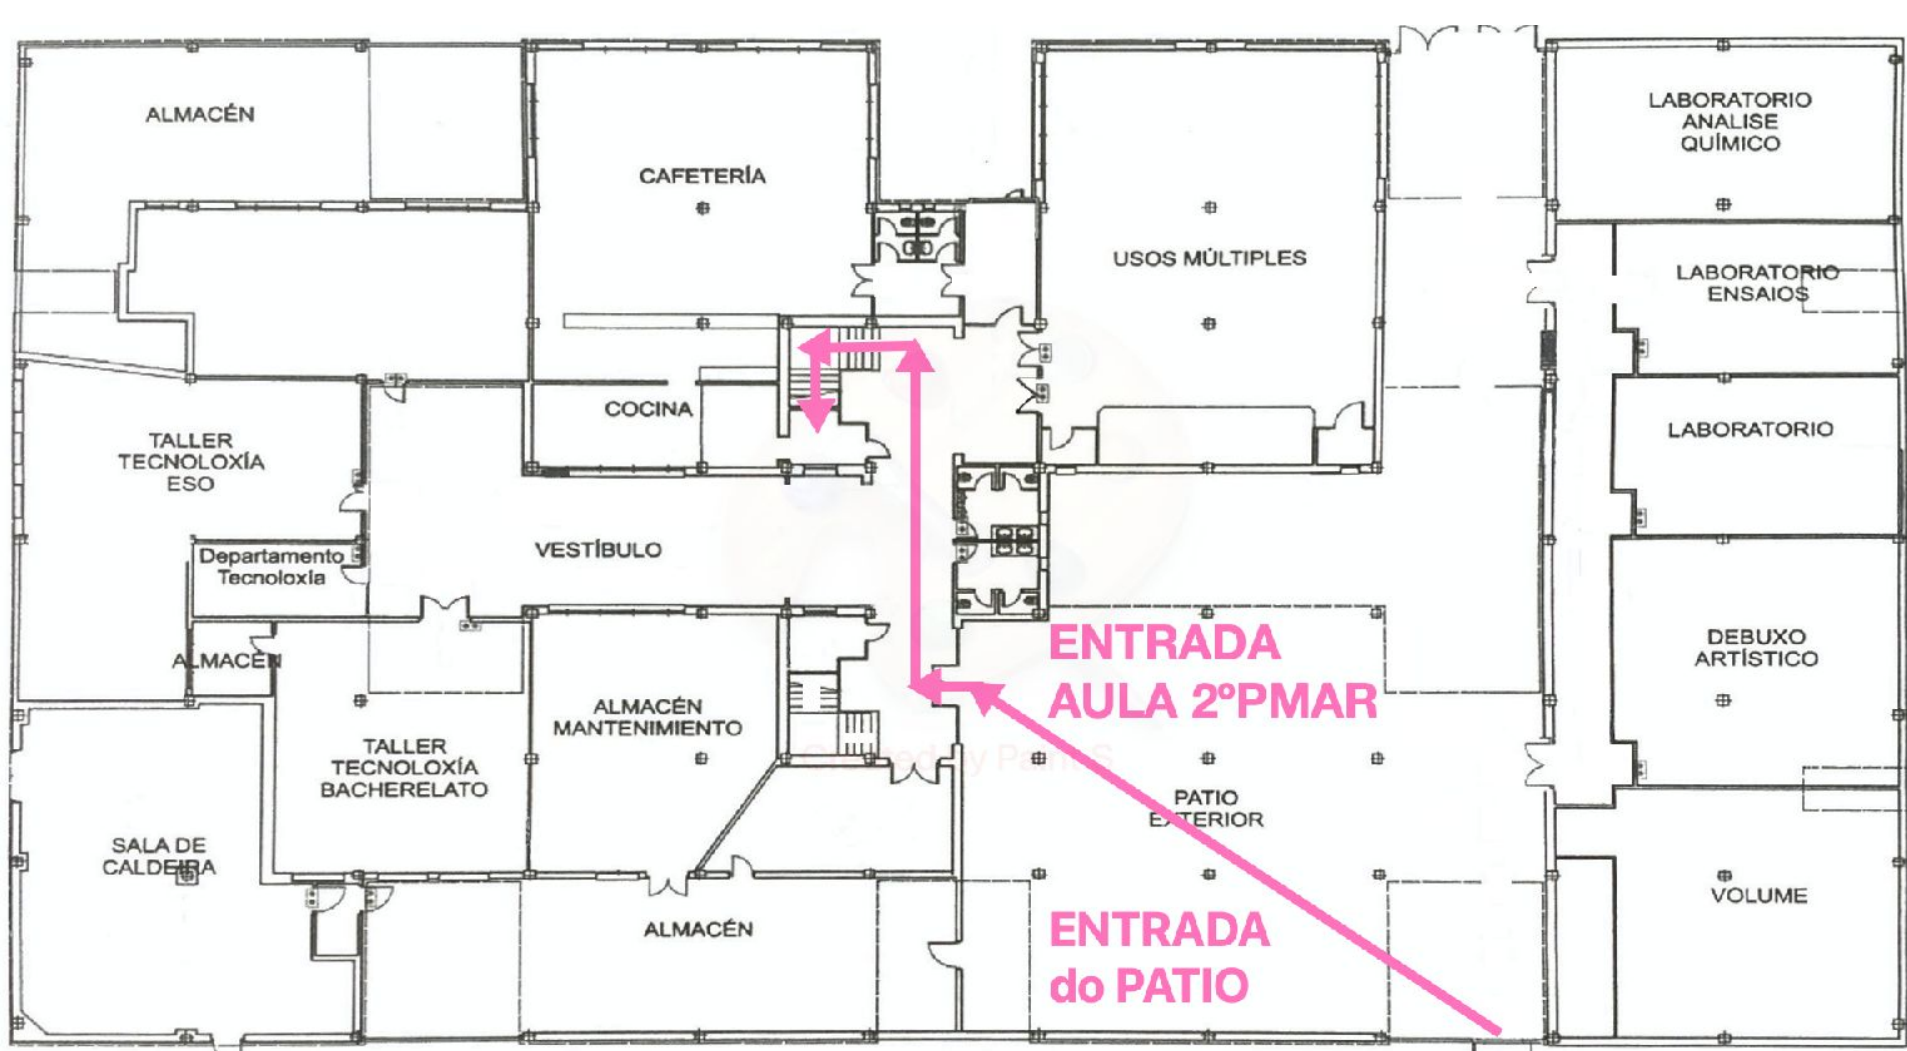 ALMACÉN
CAFETERÍA
USOS MÚLTIPLES
LABORATORIO
ANALISE
QUÍMICO
LABORATORIO
ENSAIOS
COCINA
LABORATORIO
TALLER
TECNOLOXÍA
ESO
VESTÍBULO
Departamento
Tecnoloxía
ALMACÉN
ENTRADA
AULA 2ºPMAR
DEBUXO
ARTÍSTICO
ALMACÉN
MANTENIMIENTO
TALLER
TECNOLOXÍA
BACHERELATO
PATIO
EXTERIOR
SALA DE
CALDEIRA
ALMACÉN
ENTRADA
do PATIO
VOLUME